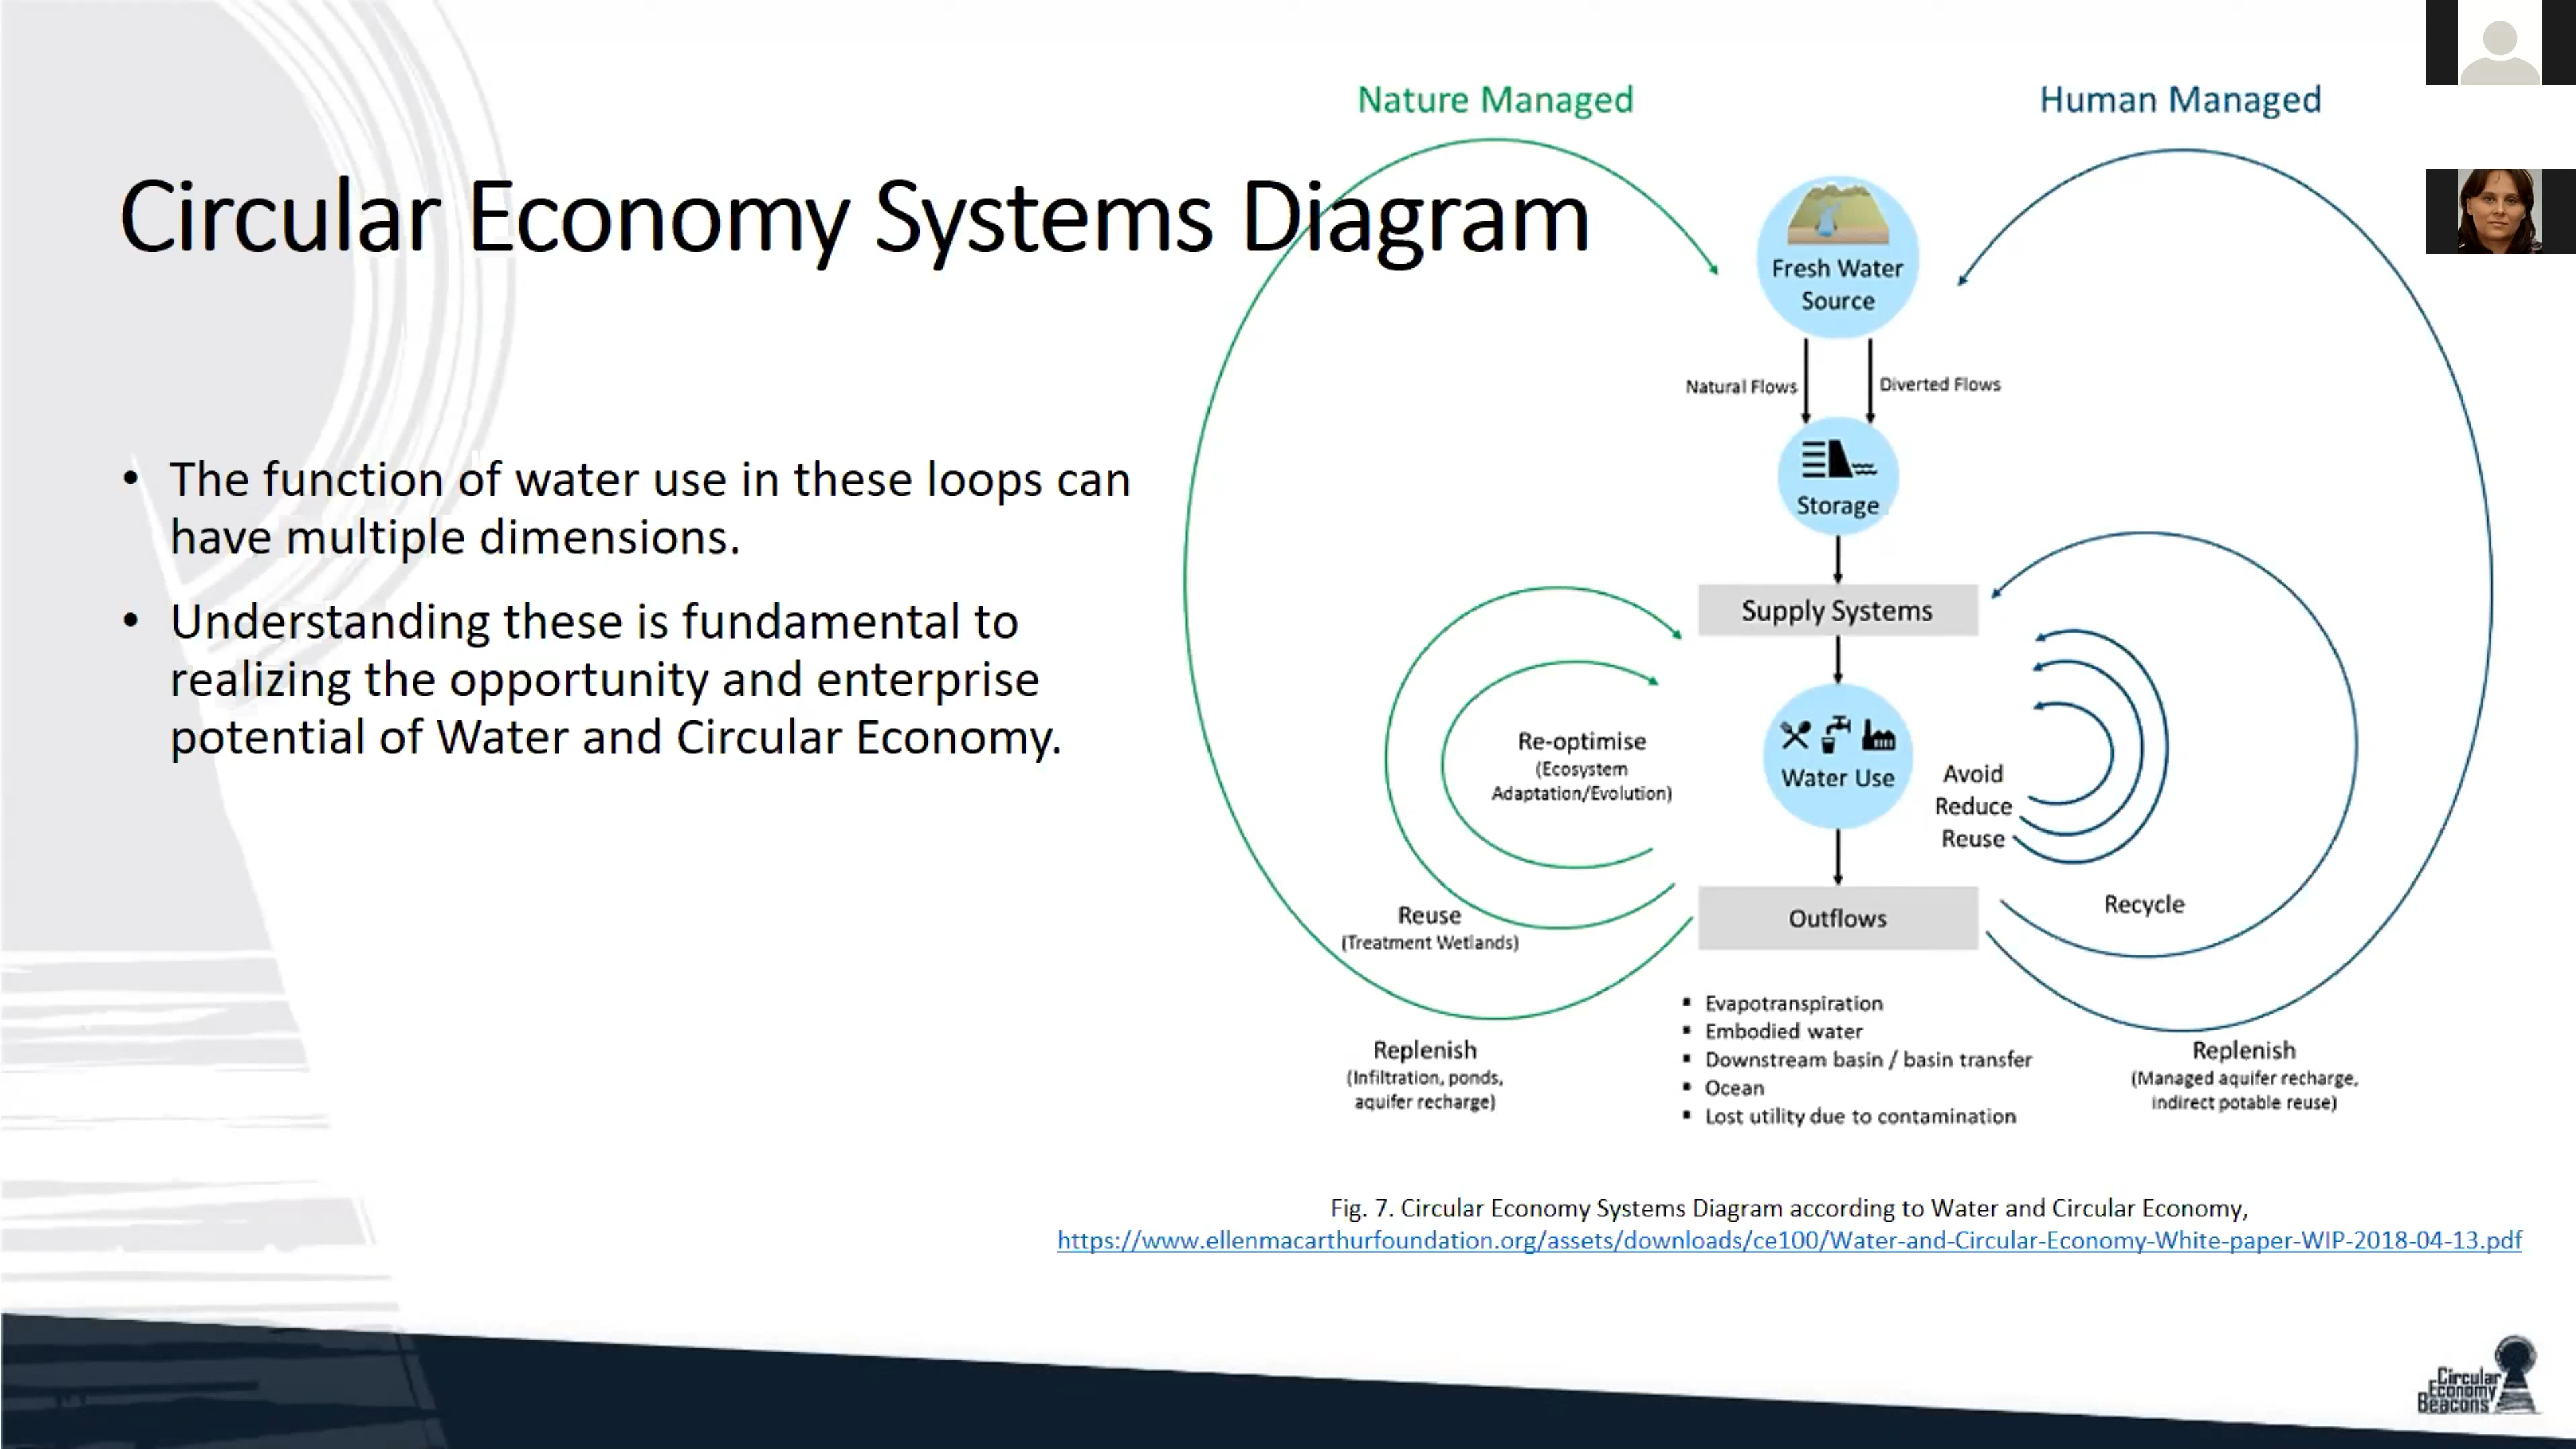 Nature Managed
Human Managed
Circular Economy Systems Diagram
Fresh Water
Source
Natural Flows
Diverted Flows
Storage
• The function of water use in these loops can
have multiple dimensions.
• Understanding these is fundamental to
realizing the opportunity and enterprise
potential of Water and Circular Economy.
Supply Systems
Re-optimise
(Ecosystem
Adaptation/Evolution)
Water Use
Avoid
Reduce
Reuse
Reuse
(Treatment Wetlands)
Outflows
Recycle
Replenish
(Infiltration, ponds,
aquifer recharge)
▪ Evapotranspiration
▪ Embodied water
▪ Downstream basin / basin transfer
▪ Ocean
▪ Lost utility due to contamination
Replenish
(Managed aquifer recharge,
indirect potable reuse)
Fig. 7. Circular Economy Systems Diagram according to Water and Circular Economy,
https://www.ellenmacarthurfoundation.org/assets/downloads/ce100/Water-and-Circular-Economy-White-paper-WIP-2018-04-13.pdf
Circular
Economy
Beacons